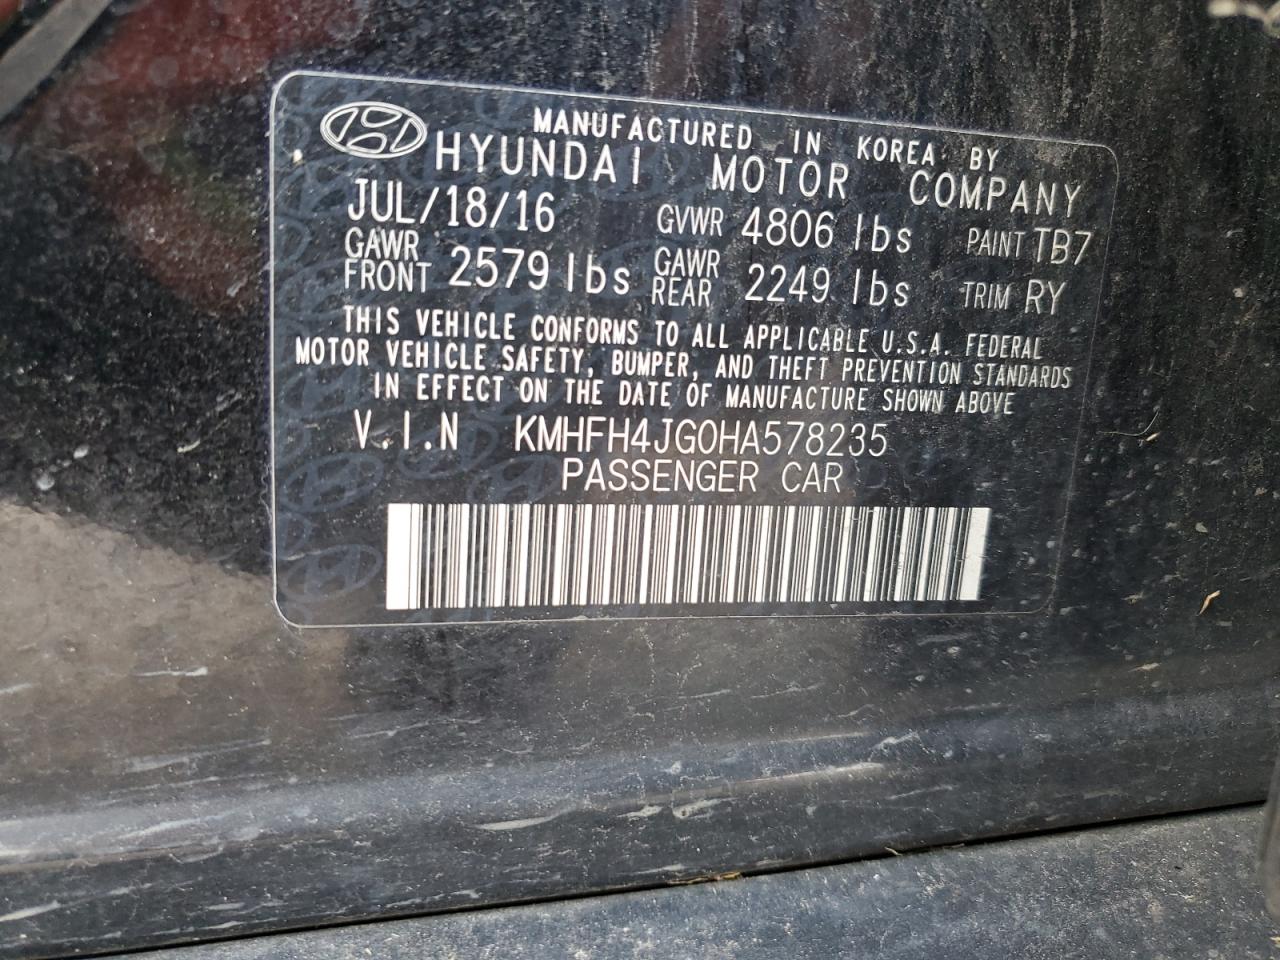 MANUFACTURED IN KOREA BY
HYUNDAI MOTOR COMPANY
JUL/18/16 GVWR 4806 lbs PAINT TB7
GAWR FRONT 2579 lbs GAWR REAR 2249 lbs TRIM RY
THIS VEHICLE CONFORMS TO ALL APPLICABLE U.S.A. FEDERAL
MOTOR VEHICLE SAFETY, BUMPER, AND THEFT PREVENTION STANDARDS
IN EFFECT ON THE DATE OF MANUFACTURE SHOWN ABOVE
V.I.N KMHFH4JG0HA578235
PASSENGER CAR